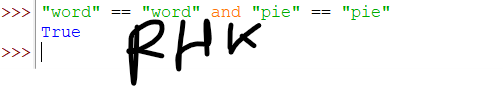 >>> "word" == "word" and "pie" == "pie"
True
RHK
>>>